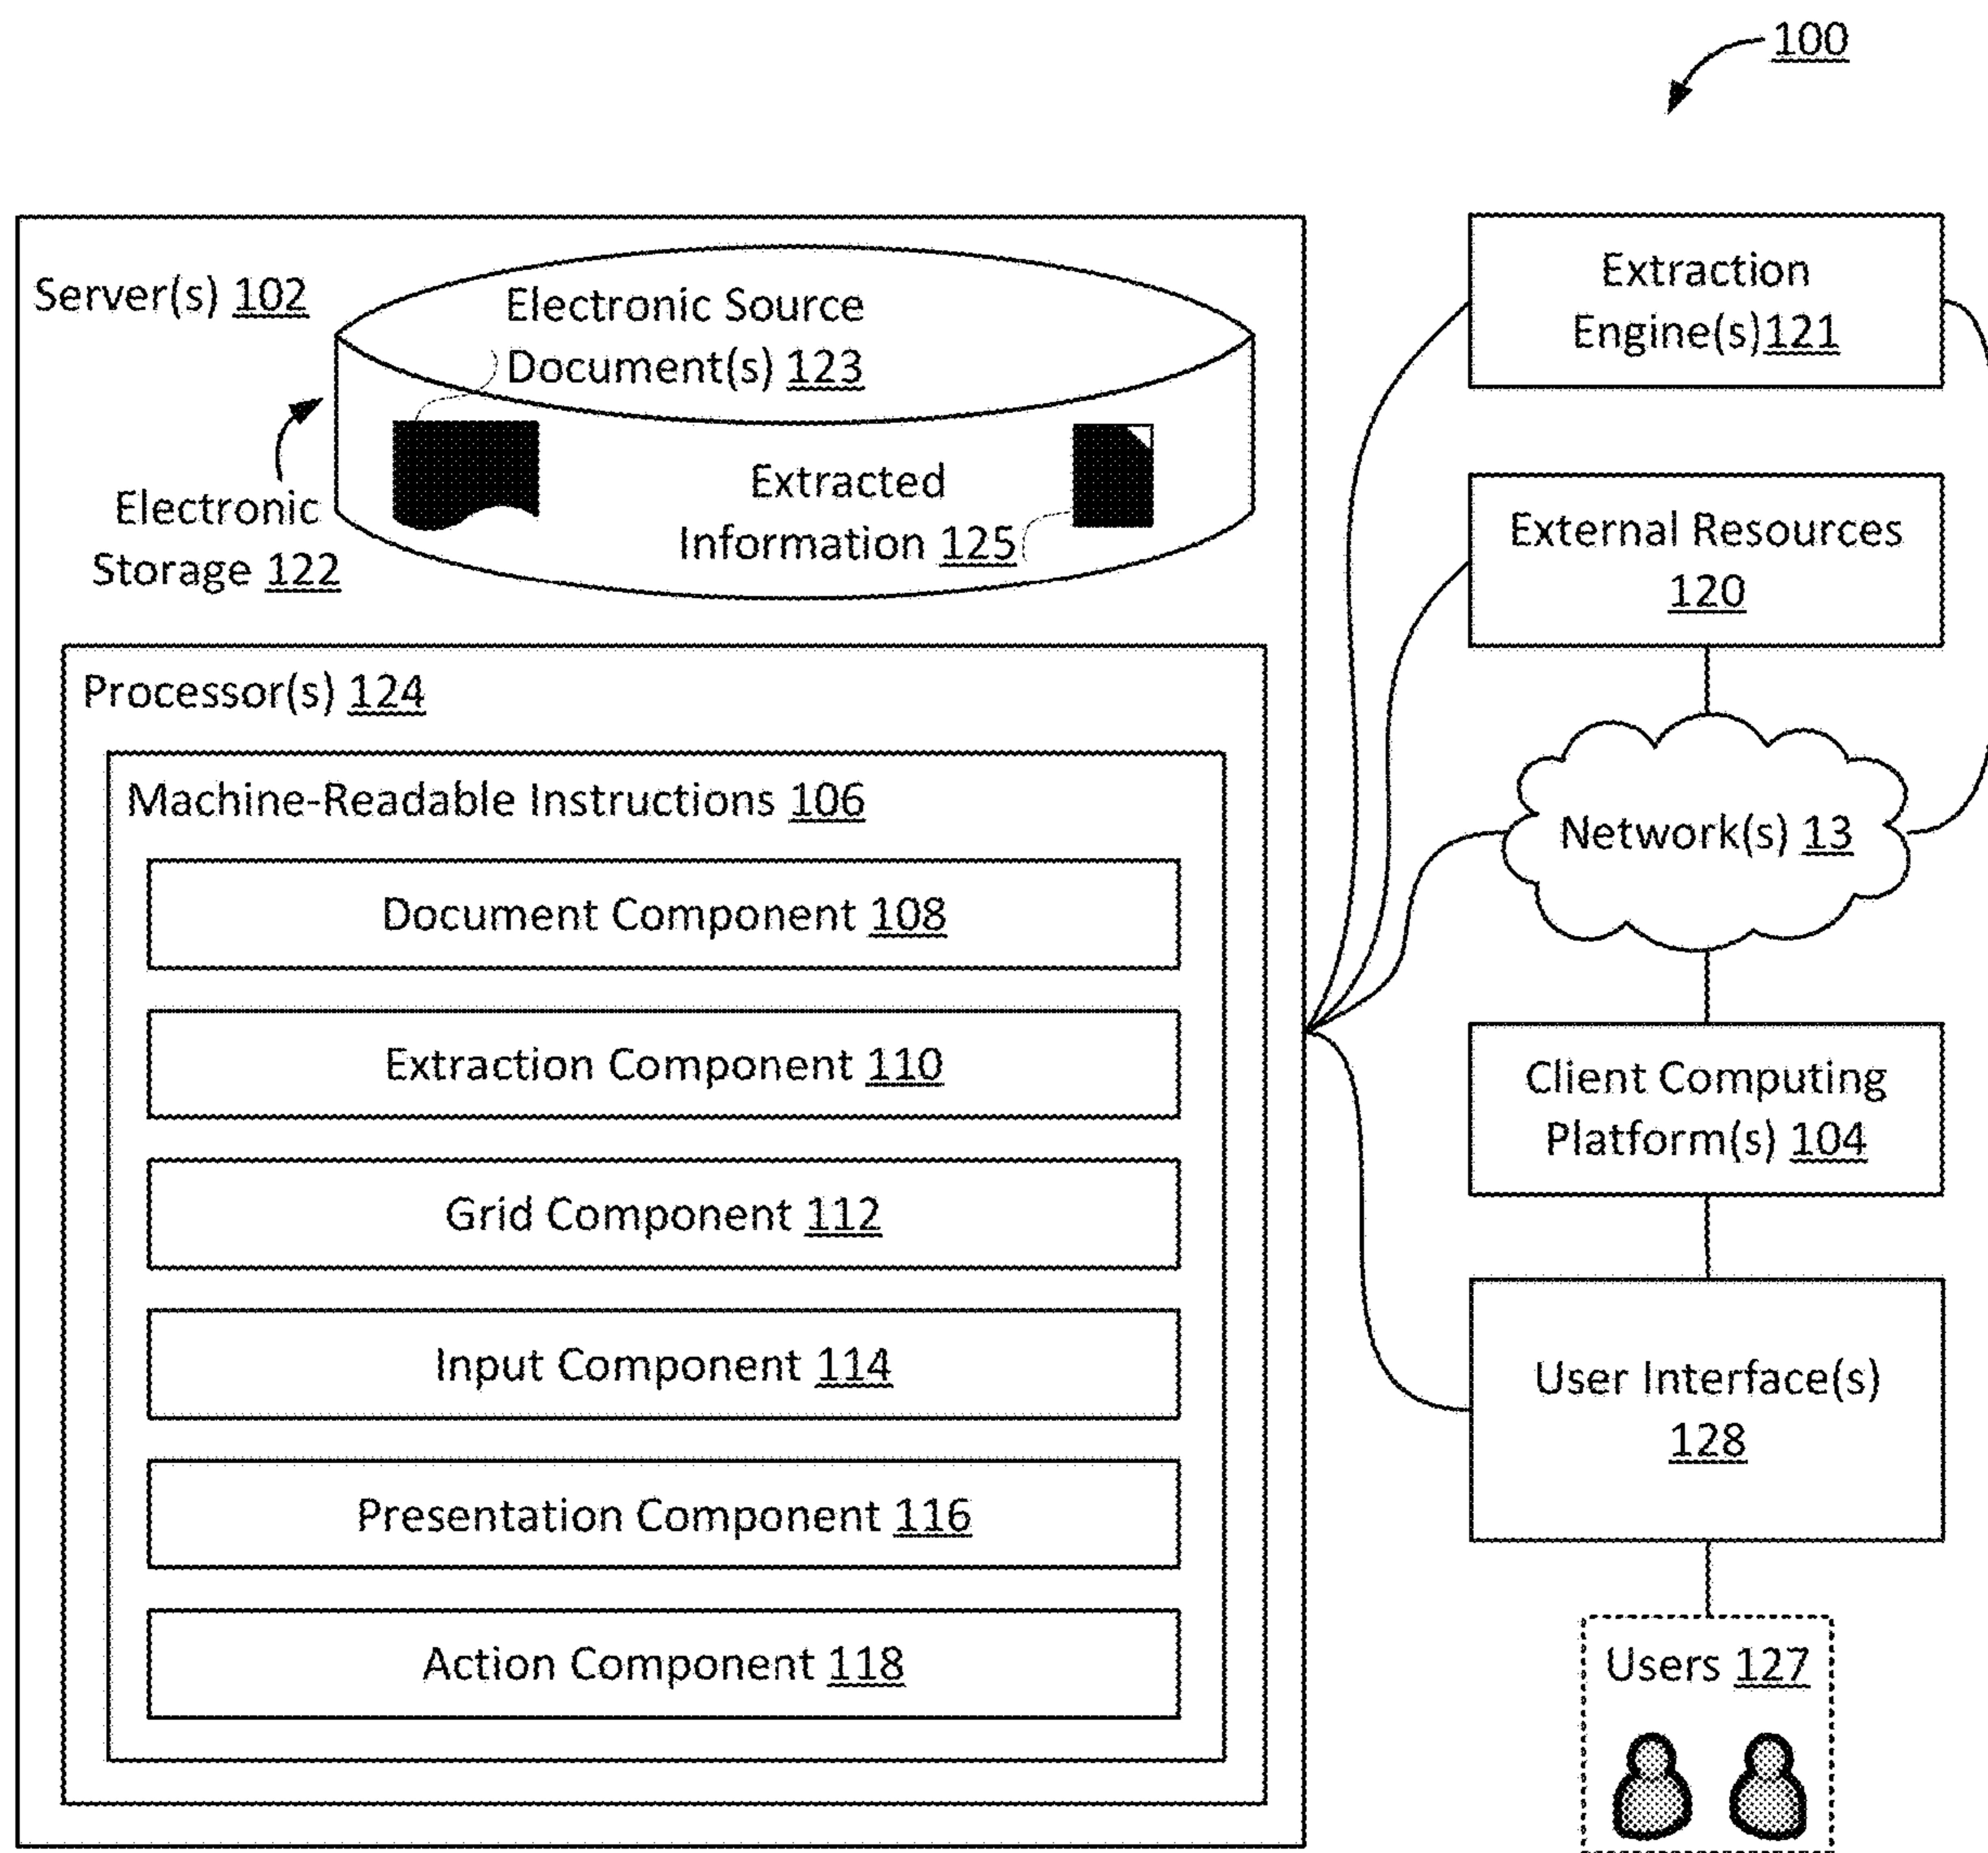 100
Server(s) 102
Electronic Source
Document(s) 123
Electronic
Storage 122
Extracted
Information 125
Processor(s) 124
Machine-Readable Instructions 106
Document Component 108
Extraction Component 110
Grid Component 112
Input Component 114
Presentation Component 116
Action Component 118
Extraction
Engine(s)121
External Resources
120
Network(s) 13
Client Computing
Platform(s) 104
User Interface(s)
128
Users 127